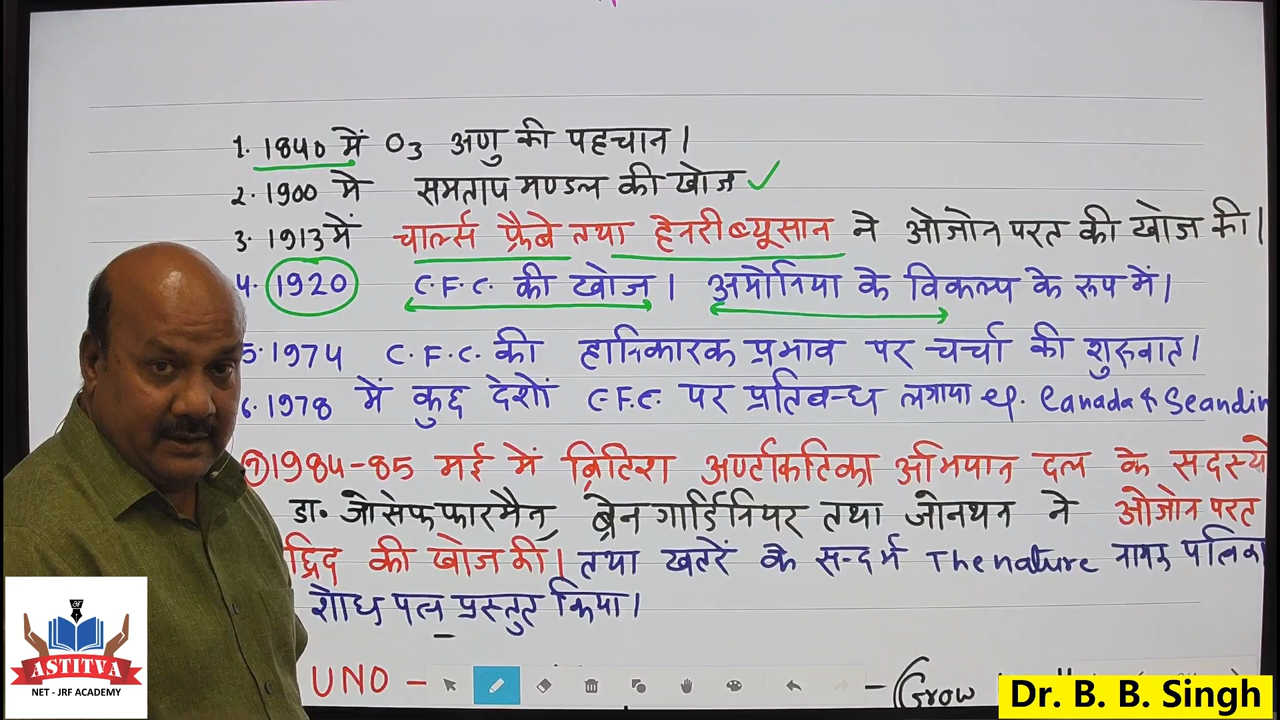 1. 1840 में O3 अणु की पहचान।
2. 1900 मे समताप मण्डल की खोज ✓
3. 1913 में चार्ल्स फ्रैबे तथा हेनरी ब्यूसान ने ओजोन परत की खोज की।
4. 1920 C.F.C. की खोज। अमोनिया के विकल्प के रूप में।
5. 1974 C.F.C. की हानिकारक प्रभाव पर चर्चा की शुरुवात।
6. 1978 में कुछ देशों C.F.C. पर प्रतिबन्ध लगाया eg. Canada & Scandin
⑦ 1984-85 मई में ब्रिटिश अण्टार्कटिका अभियान दल के सदस्यो
डा. जोसेफ फारमैन, ब्रेन गार्डिनियर तथा जोनथन ने ओजोन परत
छिद्र की खोज की। तथा खतरें के सन्दर्भ The nature नामक पत्रिका
शोध पत्र प्रस्तुत किया।
UNO - - Grow
ASTITVA
NET - JRF ACADEMY
Dr. B. B. Singh